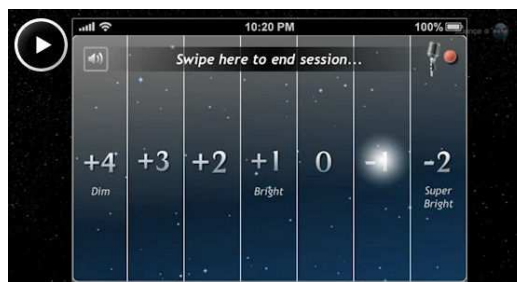 10:20 PM 100%
Swipe here to end session...
+4 +3 +2 +1 0 -1 -2
Dim Bright Super
Bright